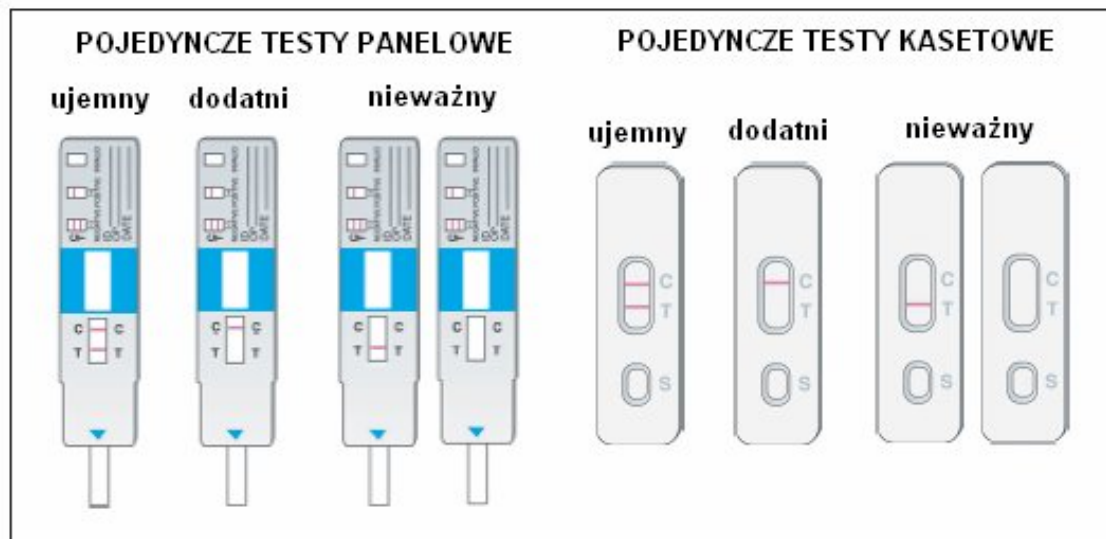 POJEDYNCZE TESTY PANELOWE
ujemny dodatni nieważny
C C C C C C C C
T T T T T T T T
POJEDYNCZE TESTY KASETOWE
ujemny dodatni nieważny
C C C C
T T T T
S S S S